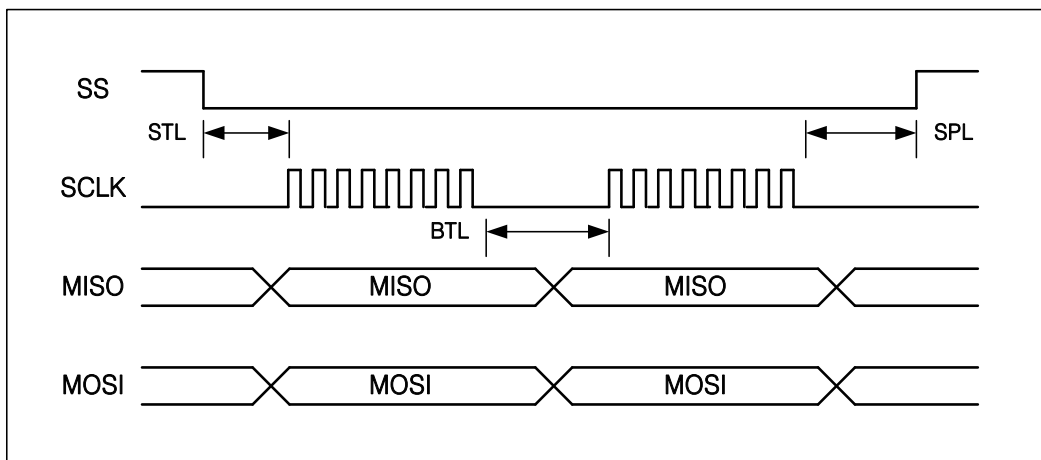 SS
STL
SPL
SCLK
BTL
MISO MISO MISO
MOSI MOSI MOSI